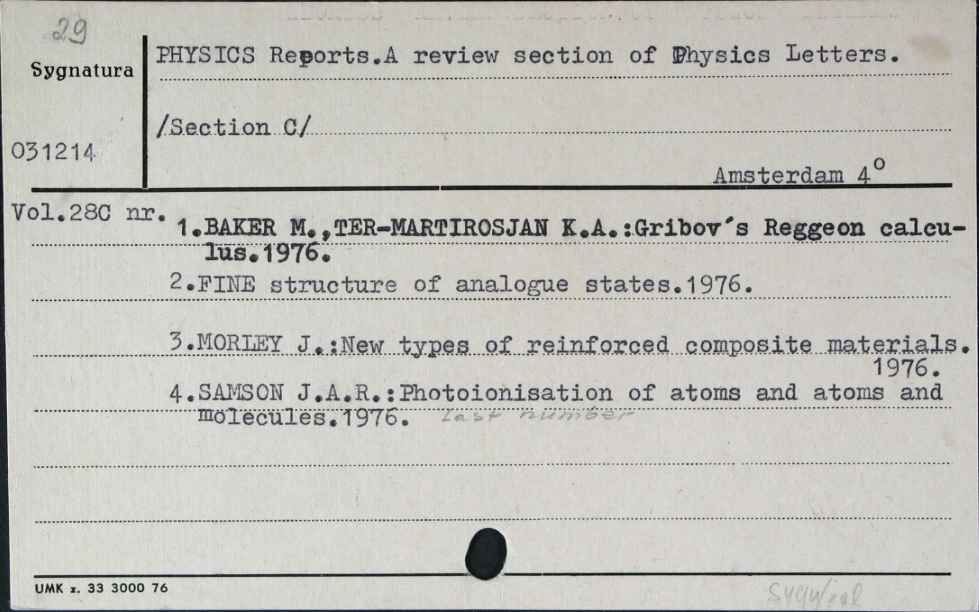 29
Sygnatura
PHYSICS Reports.A review section of Physics Letters.
/Section C/
031214
Amsterdam 4°
Vol.28C nr.
1.BAKER M.,TER-MARTIROSJAN K.A.:Gribov's Reggeon calcu-
lus.1976.
2.FINE structure of analogue states.1976.
3.MORLEY J.:New types of reinforced composite materials.
1976.
4.SAMSON J.A.R.:Photoionisation of atoms and atoms and
molecules.1976. Last number
UMK z. 33 3000 76